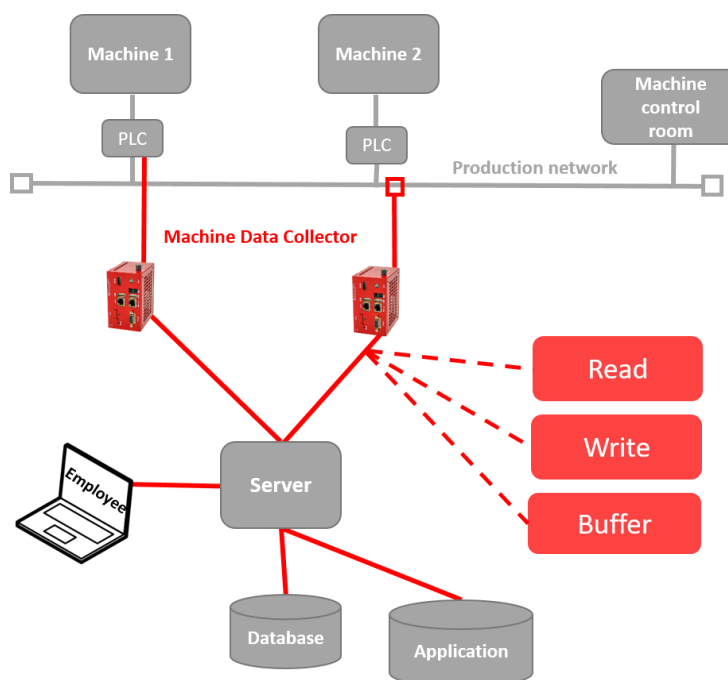 Machine 1
Machine 2
Machine
control
room
PLC
PLC
Production network
Machine Data Collector
Read
Write
Buffer
Employee
Server
Database
Application